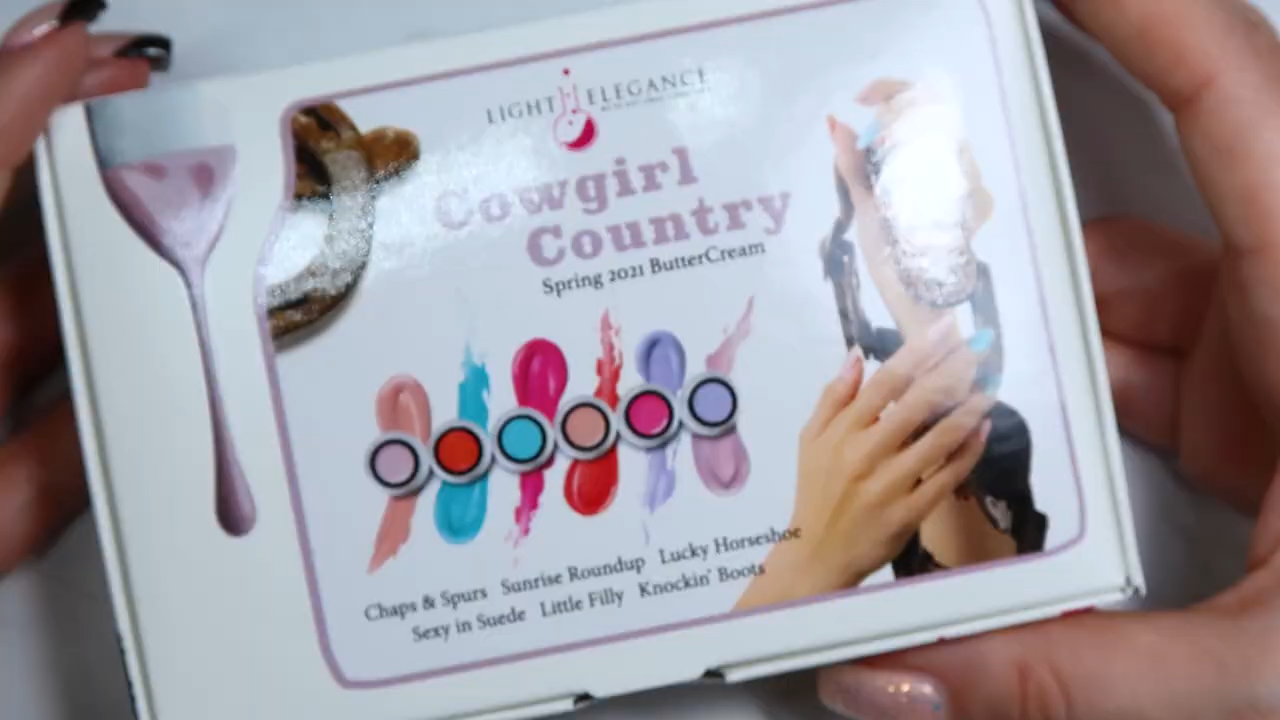 LIGHT ELEGANCE
Cowgirl
Country
Spring 2021 ButterCream
Chaps & Spurs Sunrise Roundup Lucky Horseshoe
Sexy in Suede Little Filly Knockin' Boots